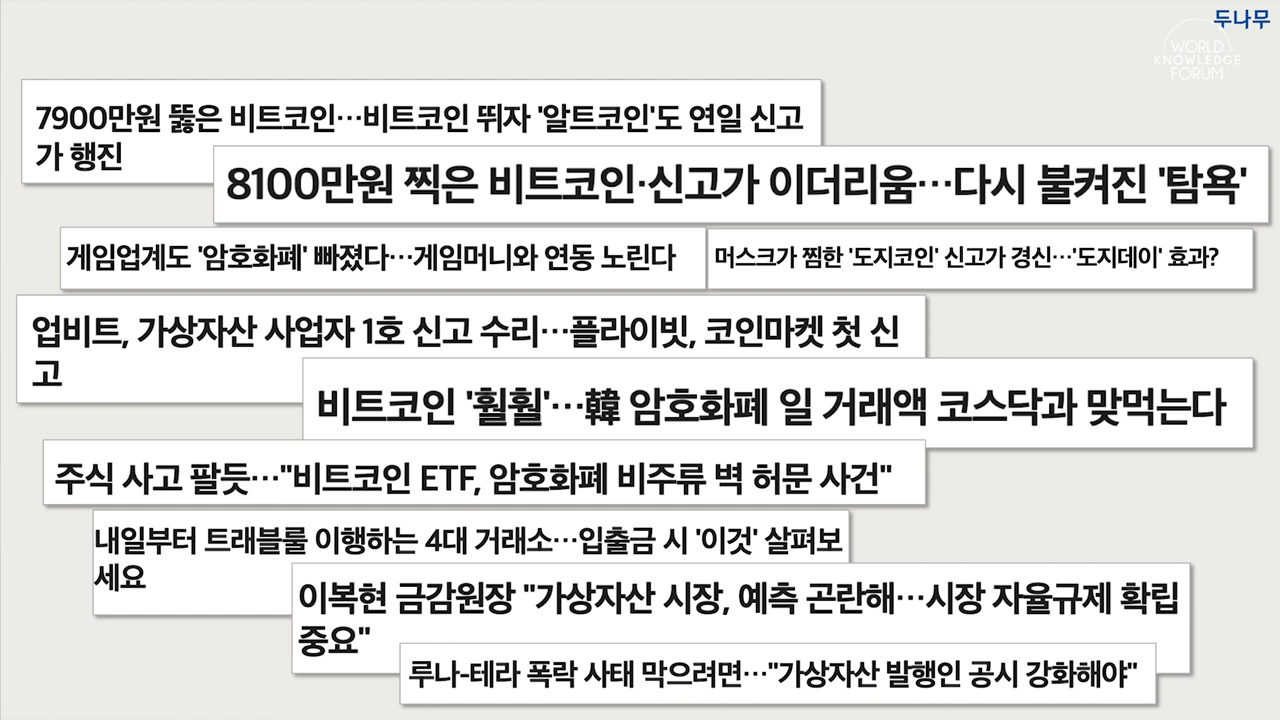 두나무
WORLD
KNOWLEDGE
FORUM
7900만원 뚫은 비트코인…비트코인 뛰자 '알트코인'도 연일 신고
가 행진
8100만원 찍은 비트코인·신고가 이더리움…다시 불켜진 '탐욕'
게임업계도 '암호화폐' 빠졌다…게임머니와 연동 노린다
머스크가 찜한 '도지코인' 신고가 경신…'도지데이' 효과?
업비트, 가상자산 사업자 1호 신고 수리…플라이빗, 코인마켓 첫 신
고
비트코인 '훨훨'…韓 암호화폐 일 거래액 코스닥과 맞먹는다
주식 사고 팔듯…"비트코인 ETF, 암호화폐 비주류 벽 허문 사건"
내일부터 트래블룰 이행하는 4대 거래소…입출금 시 '이것' 살펴보
세요
이복현 금감원장 "가상자산 시장, 예측 곤란해…시장 자율규제 확립
중요"
루나-테라 폭락 사태 막으려면…"가상자산 발행인 공시 강화해야"